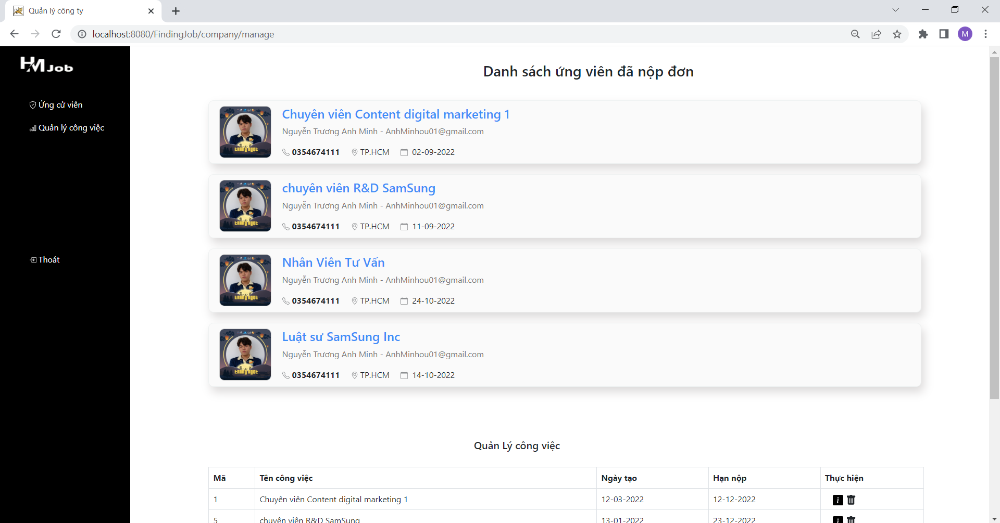 Quản lý công ty
localhost:8080/FindingJob/company/manage
M
HM Job
Danh sách ứng viên đã nộp đơn
Ứng cử viên
Quản lý công việc
Thoát
Chuyên viên Content digital marketing 1
Nguyễn Trương Anh Minh - AnhMinhou01@gmail.com
0354674111 TP.HCM 02-09-2022
chuyên viên R&D SamSung
Nguyễn Trương Anh Minh - AnhMinhou01@gmail.com
0354674111 TP.HCM 11-09-2022
Nhân Viên Tư Vấn
Nguyễn Trương Anh Minh - AnhMinhou01@gmail.com
0354674111 TP.HCM 24-10-2022
Luật sư SamSung Inc
Nguyễn Trương Anh Minh - AnhMinhou01@gmail.com
0354674111 TP.HCM 14-10-2022
Quản Lý công việc
Mã Tên công việc Ngày tạo Hạn nộp Thực hiện
1 Chuyên viên Content digital marketing 1 12-03-2022 12-12-2022
5 chuyên viên R&D SamSung 13-01-2022 23-12-2022